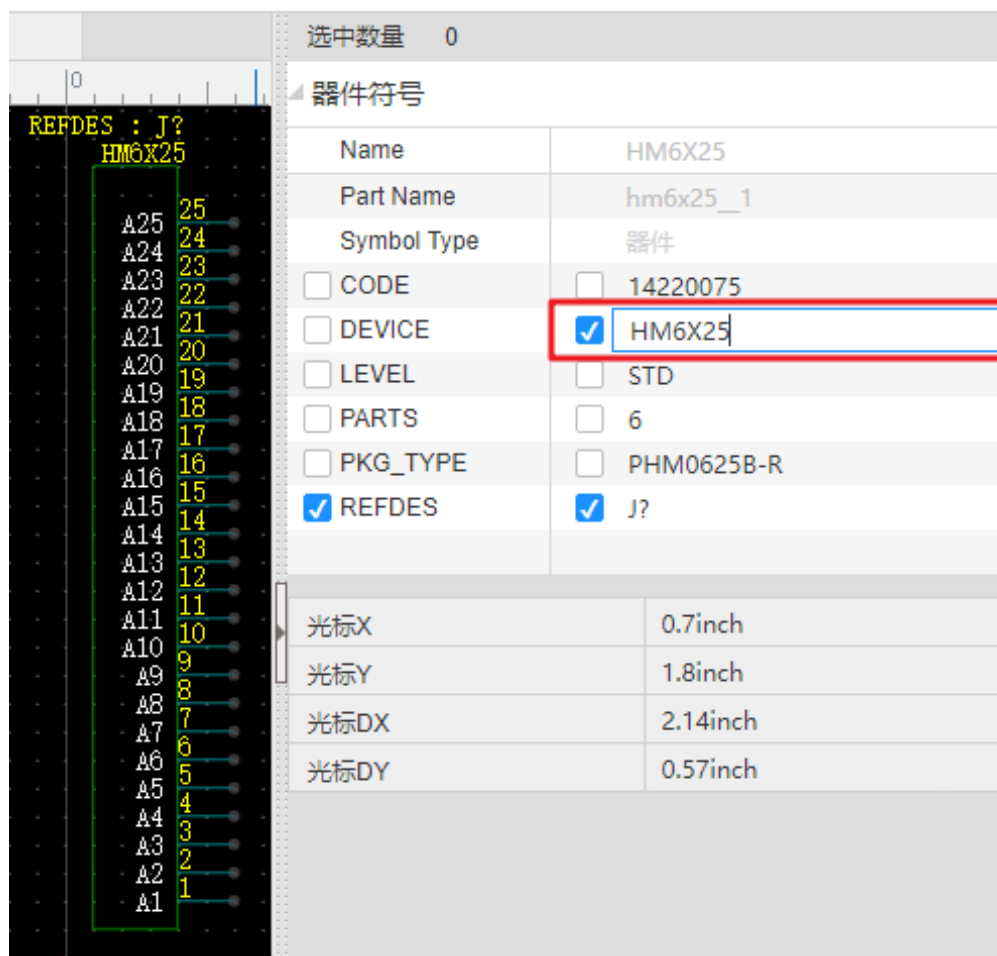 选中数量 0
0
器件符号
REFDES : J?
HM6X25
Name HM6X25
Part Name hm6x25__1
Symbol Type 器件
CODE 14220075
DEVICE HM6X25
LEVEL STD
PARTS 6
PKG_TYPE PHM0625B-R
REFDES J?
光标X 0.7inch
光标Y 1.8inch
光标DX 2.14inch
光标DY 0.57inch
A25 25
A24 24
A23 23
A22 22
A21 21
A20 20
A19 19
A18 18
A17 17
A16 16
A15 15
A14 14
A13 13
A12 12
A11 11
A10 10
A9 9
A8 8
A7 7
A6 6
A5 5
A4 4
A3 3
A2 2
A1 1